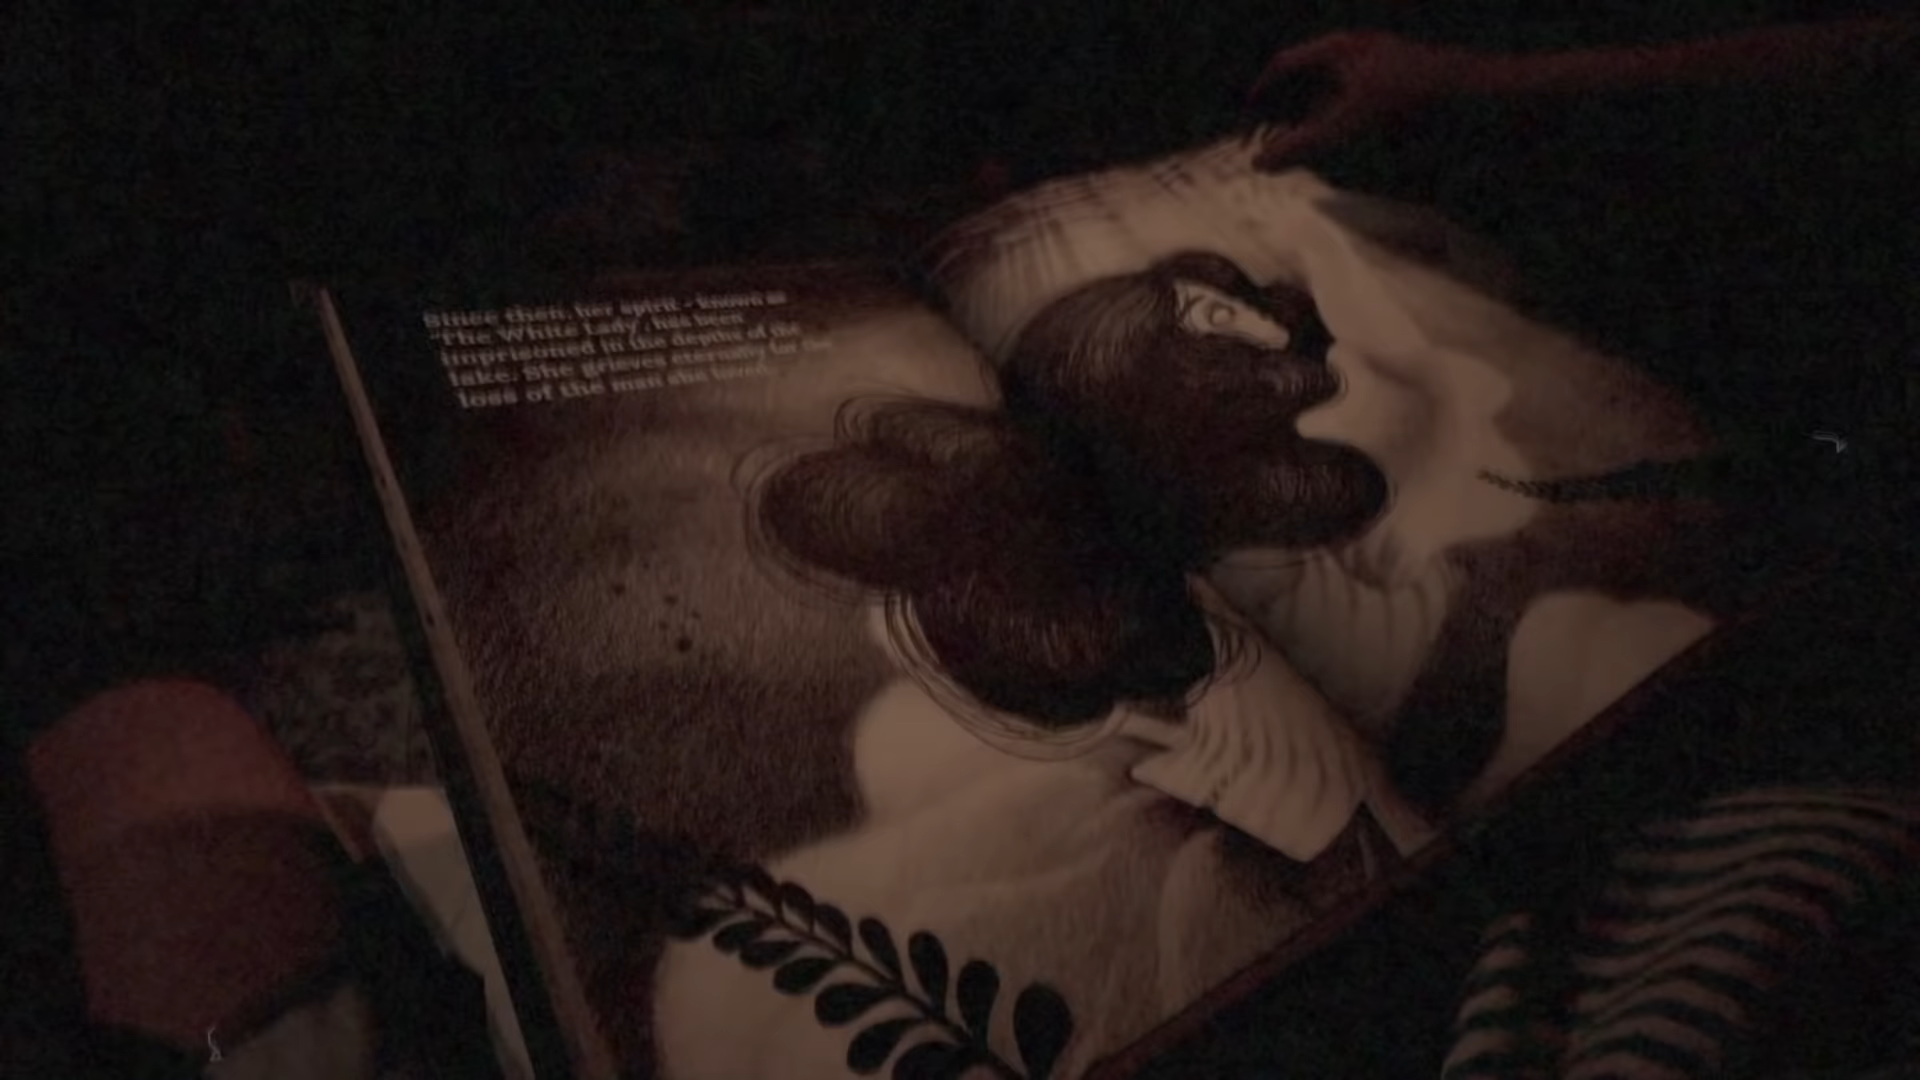 Since then, her spirit - known as
"The White Lady", has been
imprisoned in the depths of the
lake. She grieves eternally for the
loss of the man she loved.